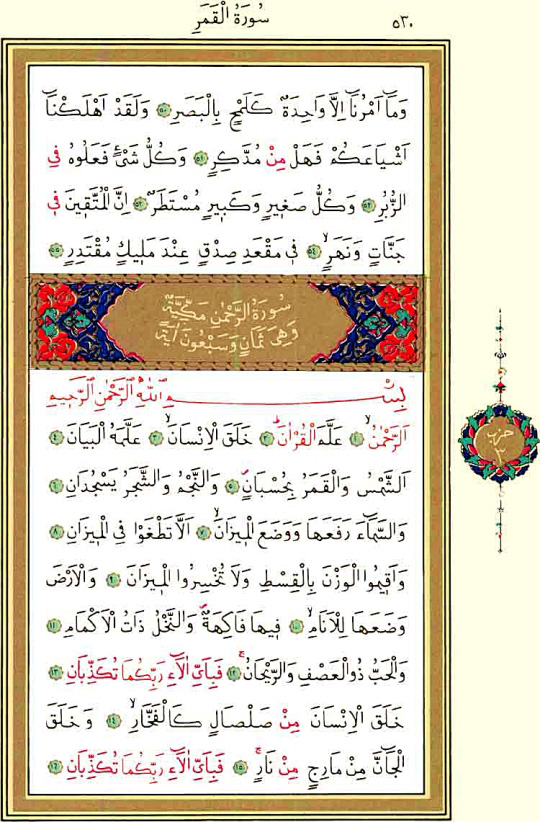 ٥٣٠
سُورَةُ الْقَمَرِ
وَمَٓا اَمْرُنَٓا اِلَّا وَاحِدَةٌ كَلَمْحٍ بِالْبَصَرِ ﴿٥٠﴾ وَلَقَدْ اَهْلَكْنَٓا
اَشْيَاعَكُمْ فَهَلْ مِنْ مُدَّكِرٍ ﴿٥١﴾ وَكُلُّ شَيْءٍ فَعَلُوهُ فِي
الزُّبُرِ ﴿٥٢﴾ وَكُلُّ صَغِيرٍ وَكَبِيرٍ مُسْتَطَرٌ ﴿٥٣﴾ اِنَّ الْمُتَّقِينَ فِي
جَنَّاتٍ وَنَهَرٍۙ ﴿٥٤﴾ فِي مَقْعَدِ صِدْقٍ عِنْدَ مَلِيكٍ مُقْتَدِرٍ ﴿٥٥﴾
سُورَةُ الرَّحْمٰنِ مَكِّيَّةٌ
وَهِيَ ثَمَانٍ وَسَبْعُونَ اٰيَةً
بِسْمِ اللّٰهِ الرَّحْمٰنِ الرَّحِيمِ
اَلرَّحْمٰنُۙ ﴿١﴾ عَلَّمَ الْقُرْاٰنَۜ ﴿٢﴾ خَلَقَ الْاِنْسَانَۙ ﴿٣﴾ عَلَّمَهُ الْبَيَانَ ﴿٤﴾
اَلشَّمْسُ وَالْقَمَرُ بِحُسْبَانٍۖ ﴿٥﴾ وَالنَّجْمُ وَالشَّجَرُ يَسْجُدَانِ ﴿٦﴾
وَالسَّمَٓاءَ رَفَعَهَا وَوَضَعَ الْمِيزَانَۙ ﴿٧﴾ اَلَّا تَطْغَوْا فِي الْمِيزَانِ ﴿٨﴾
وَاَقِيمُوا الْوَزْنَ بِالْقِسْطِ وَلَا تُخْسِرُوا الْمِيزَانَ ﴿٩﴾ وَالْاَرْضَ
وَضَعَهَا لِلْاَنَامِۙ ﴿١٠﴾ فِيهَا فَاكِهَةٌۖ وَالنَّخْلُ ذَاتُ الْاَكْمَامِ ﴿١١﴾
وَالْحَبُّ ذُو الْعَصْفِ وَالرَّيْحَانُۚ ﴿١٢﴾ فَبِاَيِّ اٰلَٓاءِ رَبِّكُمَا تُكَذِّبَانِ ﴿١٣﴾
خَلَقَ الْاِنْسَانَ مِنْ صَلْصَالٍ كَالْفَخَّارِۙ ﴿١٤﴾ وَخَلَقَ
الْجَٓانَّ مِنْ مَارِجٍ مِنْ نَارٍۚ ﴿١٥﴾ فَبِاَيِّ اٰلَٓاءِ رَبِّكُمَا تُكَذِّبَانِ ﴿١٦﴾
حزب
٣